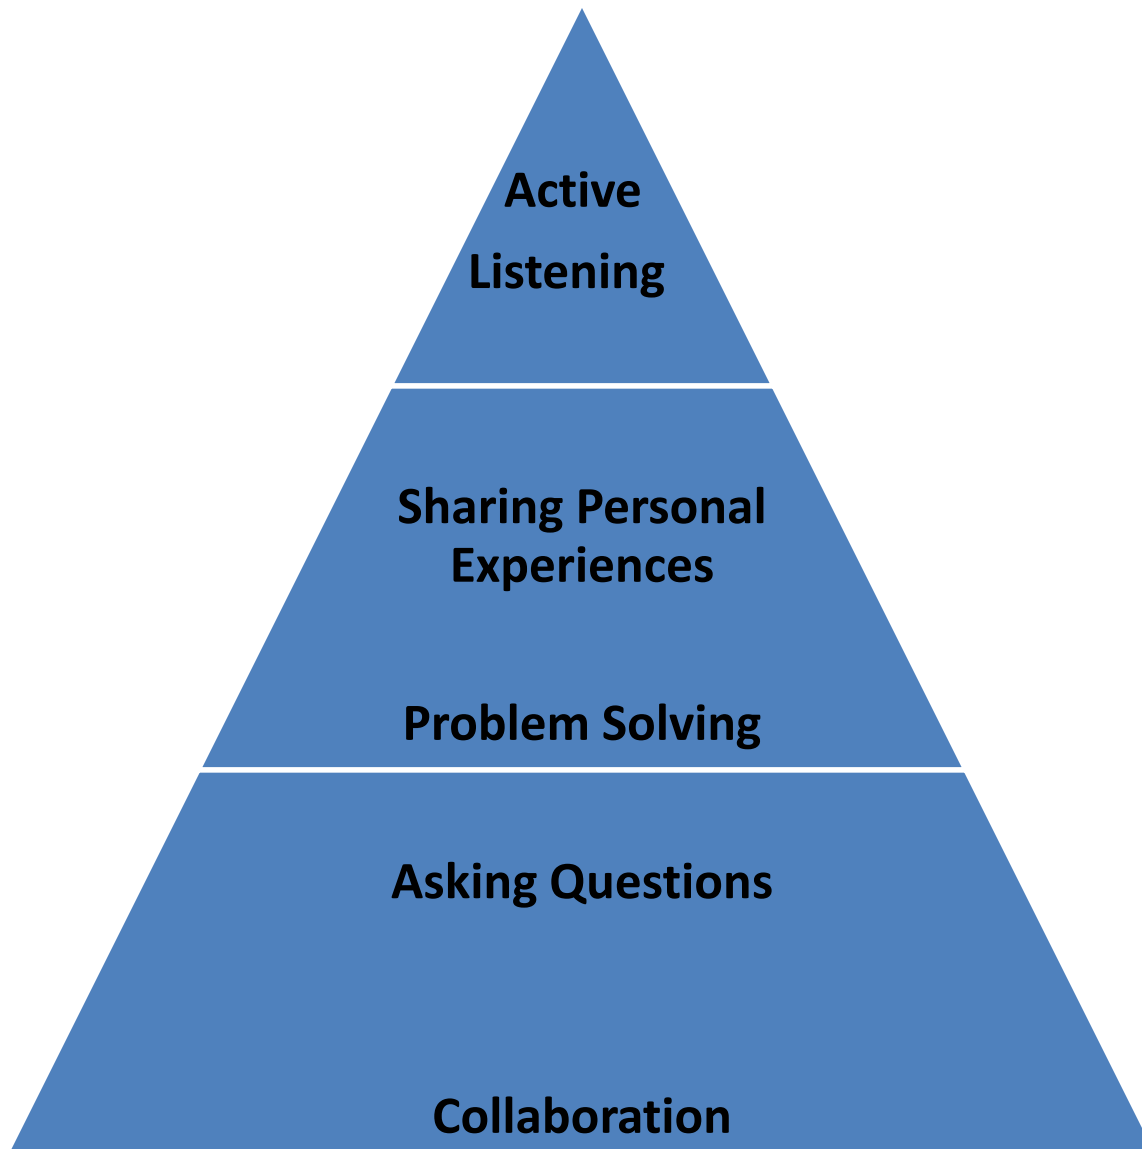 Active
Listening
Sharing Personal
Experiences
Problem Solving
Asking Questions
Collaboration